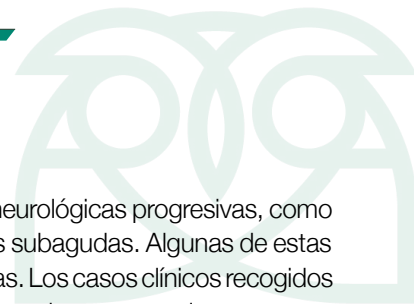 neurológicas progresivas, como
s subagudas. Algunas de estas
as. Los casos clínicos recogidos